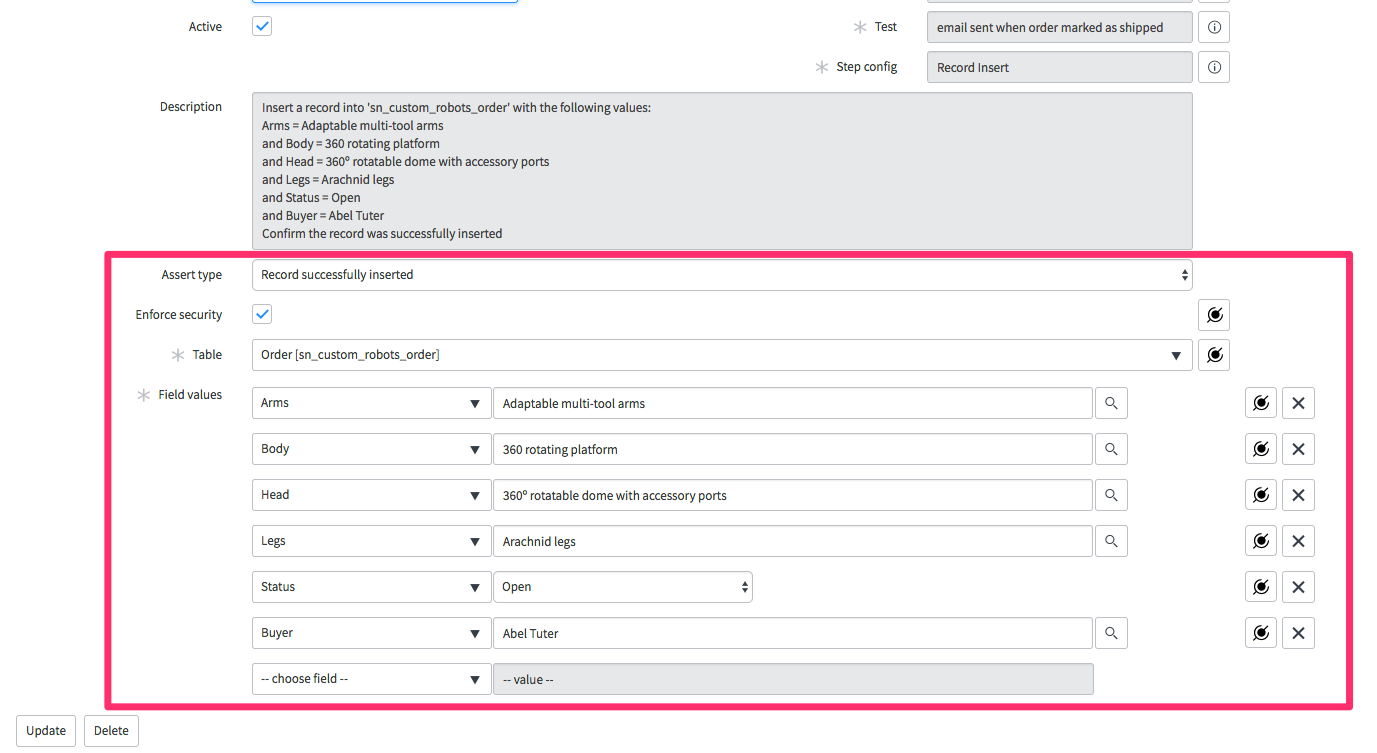 Active
Test email sent when order marked as shipped
Step config Record Insert
Description
Insert a record into 'sn_custom_robots_order' with the following values:
Arms = Adaptable multi-tool arms
and Body = 360 rotating platform
and Head = 360º rotatable dome with accessory ports
and Legs = Arachnid legs
and Status = Open
and Buyer = Abel Tuter
Confirm the record was successfully inserted
Assert type Record successfully inserted
Enforce security
Table Order [sn_custom_robots_order]
Field values
Arms Adaptable multi-tool arms
Body 360 rotating platform
Head 360º rotatable dome with accessory ports
Legs Arachnid legs
Status Open
Buyer Abel Tuter
-- choose field -- -- value --
Update Delete